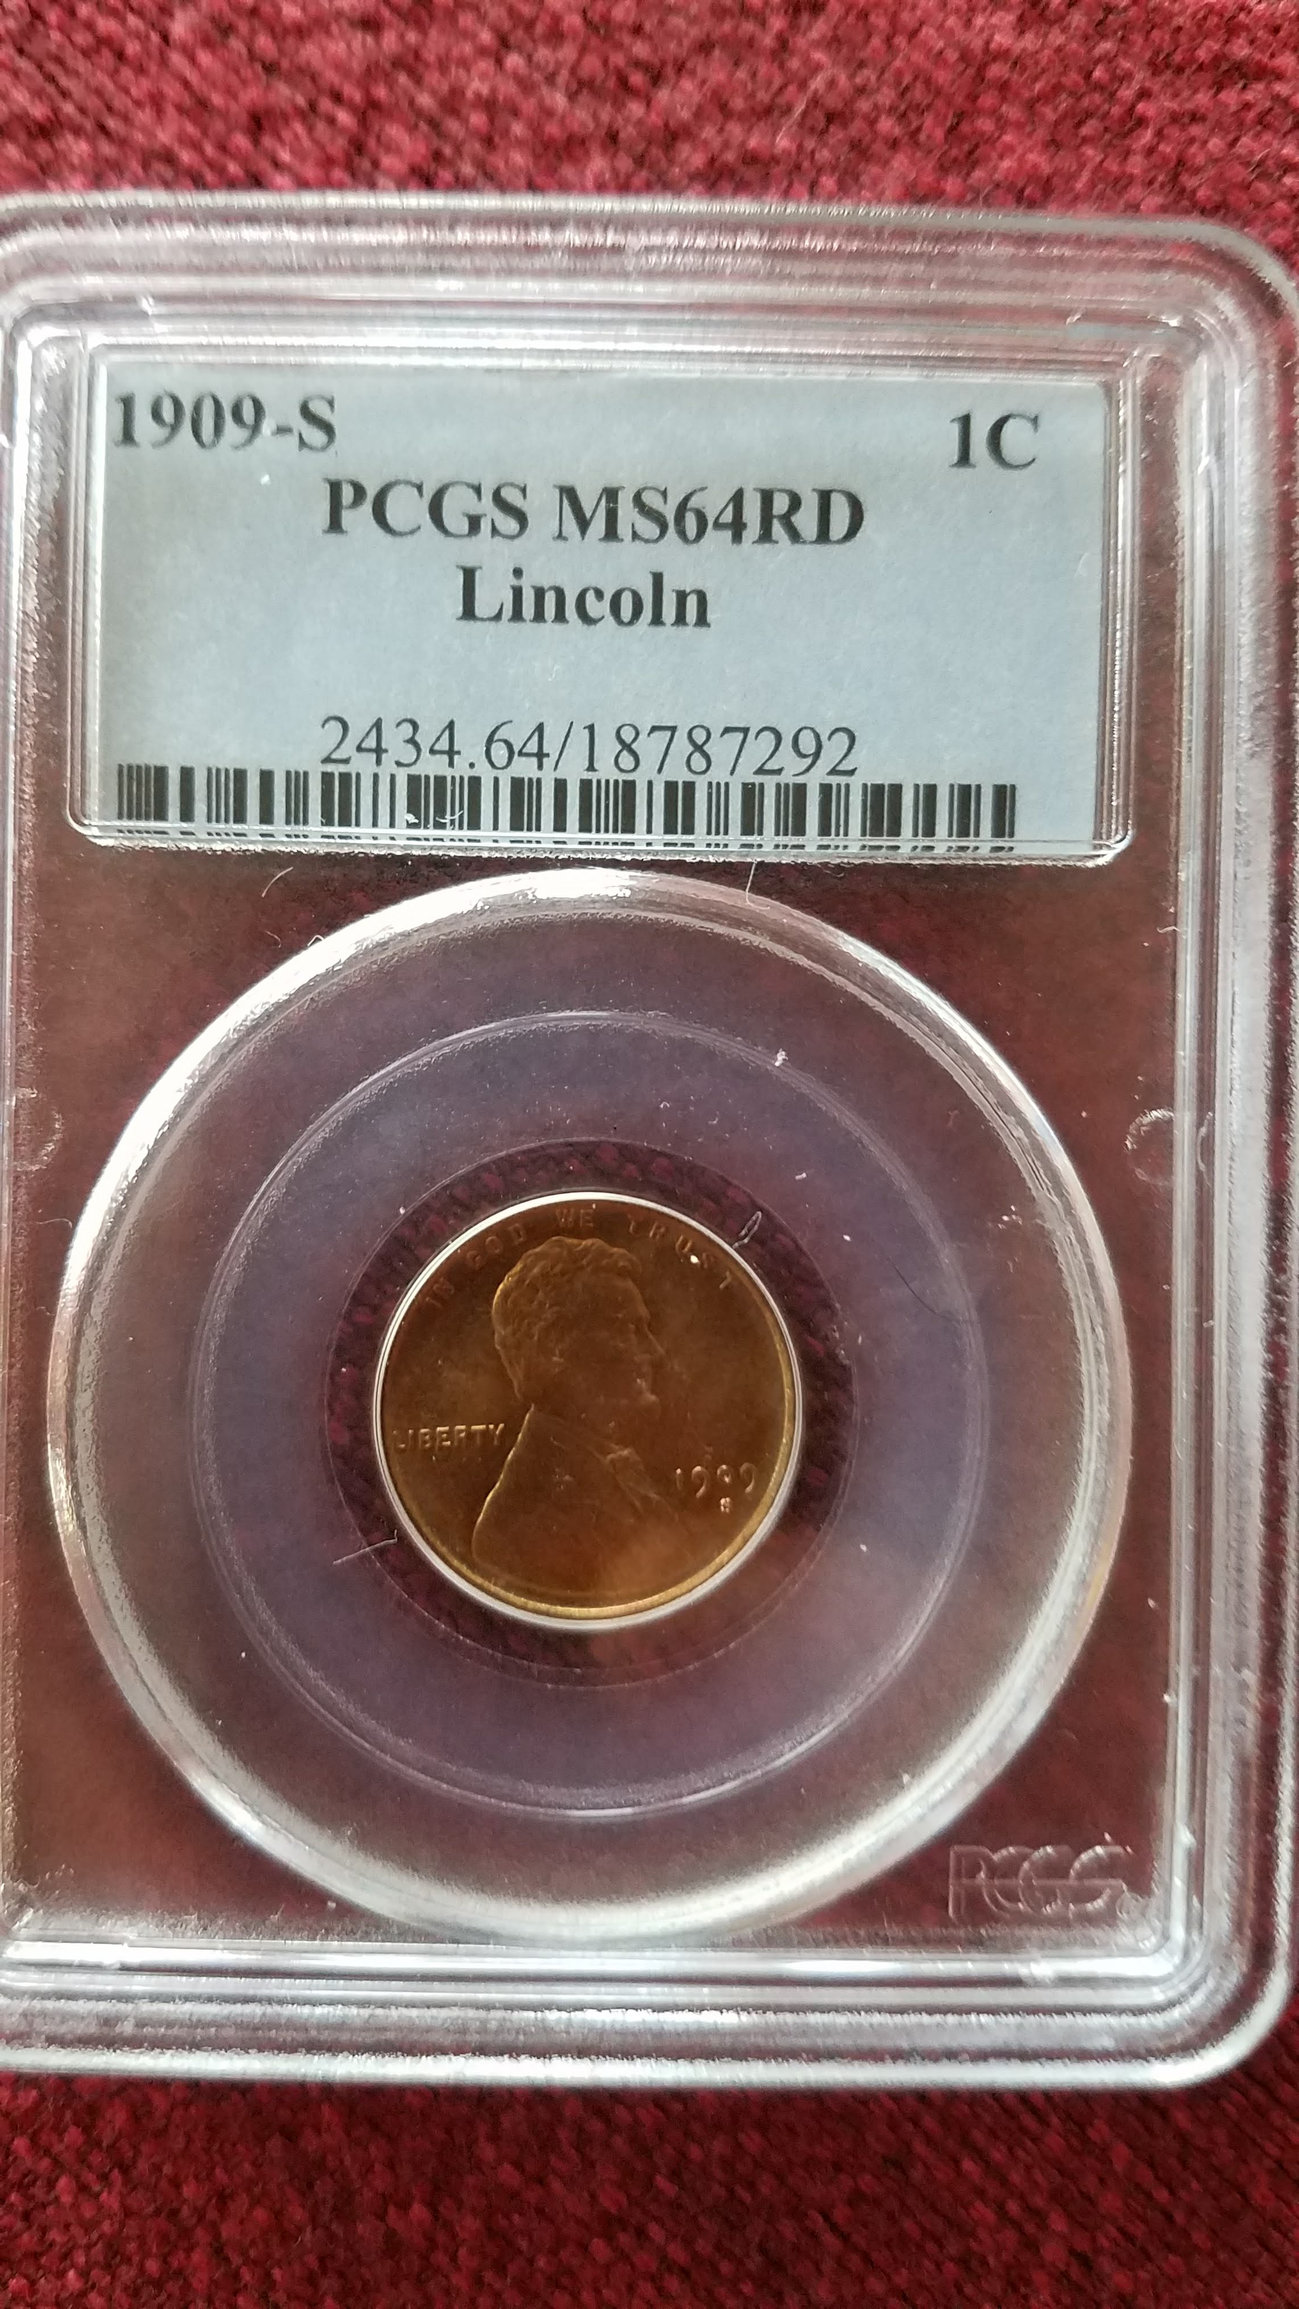 1909-S 1C
PCGS MS64RD
Lincoln
2434.64/18787292
IN GOD WE TRUST
LIBERTY
1909
S
PCGS